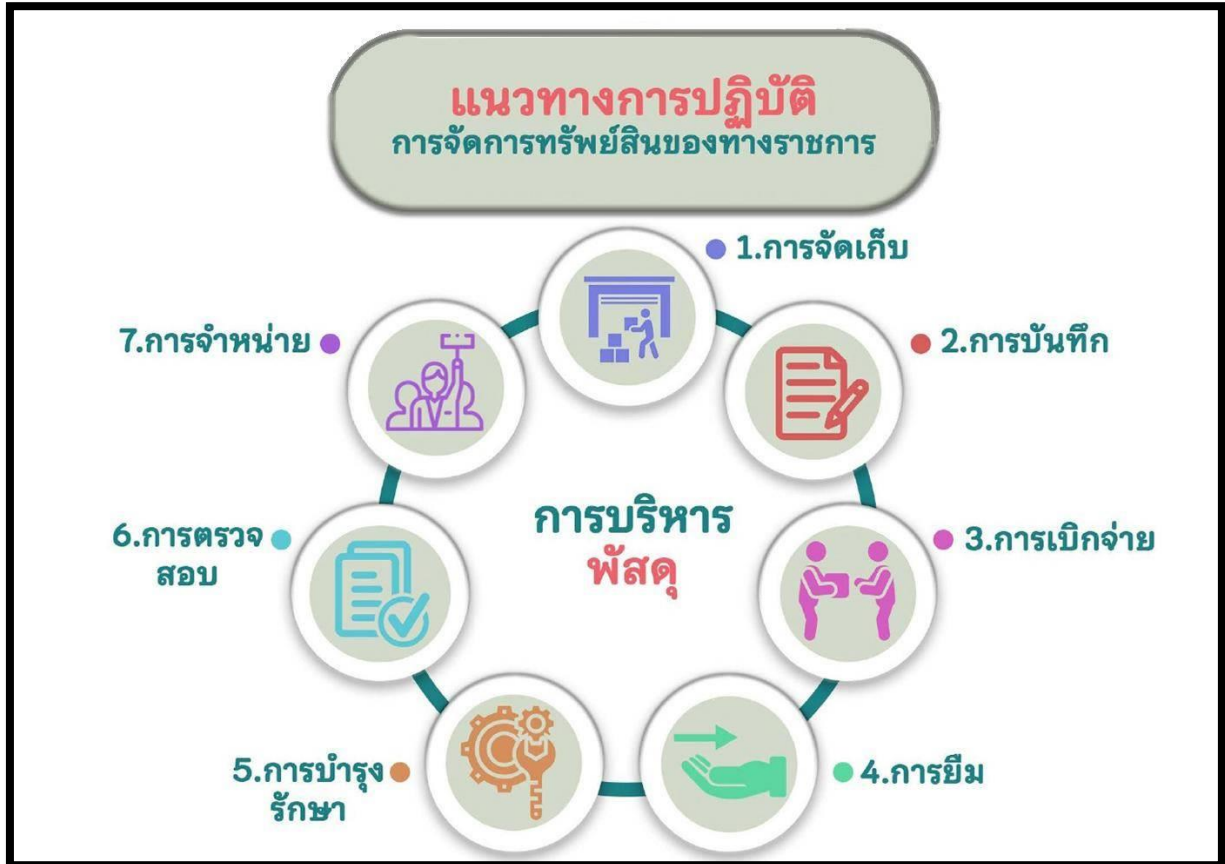 แนวทางการปฏิบัติ
การจัดการทรัพย์สินของทางราชการ
1.การจัดเก็บ
2.การบันทึก
3.การเบิกจ่าย
4.การยืม
5.การบำรุง
รักษา
6.การตรวจ
สอบ
7.การจำหน่าย
การบริหาร
พัสดุ